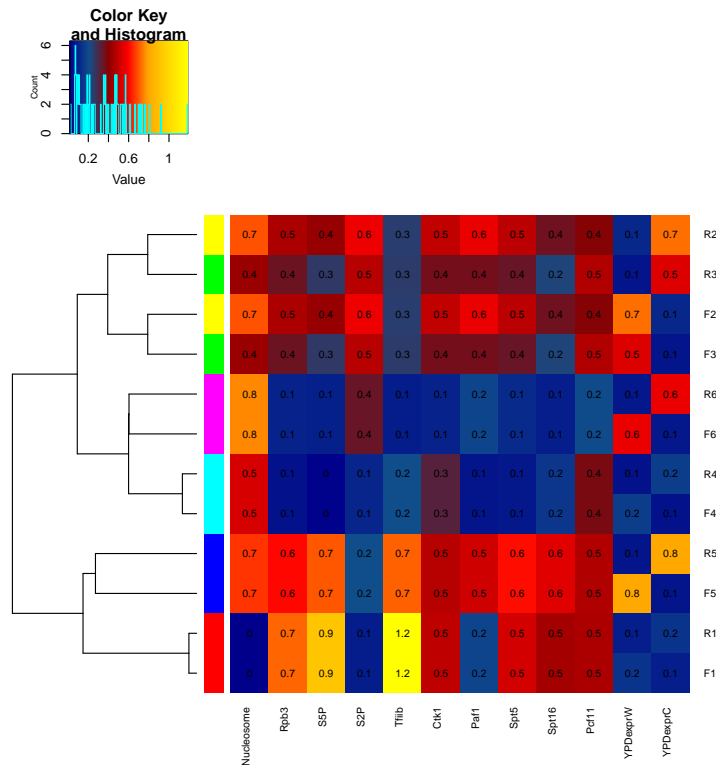 Color Key
and Histogram
Count
0 2 4 6
0.2 0.6 1
Value
0.7 0.5 0.4 0.6 0.3 0.5 0.6 0.5 0.4 0.4 0.1 0.7 R2
0.4 0.4 0.3 0.5 0.3 0.4 0.4 0.4 0.2 0.5 0.1 0.5 R3
0.7 0.5 0.4 0.6 0.3 0.5 0.6 0.5 0.4 0.4 0.7 0.1 F2
0.4 0.4 0.3 0.5 0.3 0.4 0.4 0.4 0.2 0.5 0.5 0.1 F3
0.8 0.1 0.1 0.4 0.1 0.1 0.2 0.1 0.1 0.2 0.1 0.6 R6
0.8 0.1 0.1 0.4 0.1 0.1 0.2 0.1 0.1 0.2 0.6 0.1 F6
0.5 0.1 0 0.1 0.2 0.3 0.1 0.1 0.2 0.4 0.1 0.2 R4
0.5 0.1 0 0.1 0.2 0.3 0.1 0.1 0.2 0.4 0.2 0.1 F4
0.7 0.6 0.7 0.2 0.7 0.5 0.5 0.6 0.6 0.5 0.1 0.8 R5
0.7 0.6 0.7 0.2 0.7 0.5 0.5 0.6 0.6 0.5 0.8 0.1 F5
0 0.7 0.9 0.1 1.2 0.5 0.2 0.5 0.5 0.5 0.1 0.2 R1
0 0.7 0.9 0.1 1.2 0.5 0.2 0.5 0.5 0.5 0.2 0.1 F1
Nucleosome Rpb3 S5P S2P Tfiib Ctk1 Paf1 Spt5 Spt16 Pcf11 YPDexprW YPDexprC